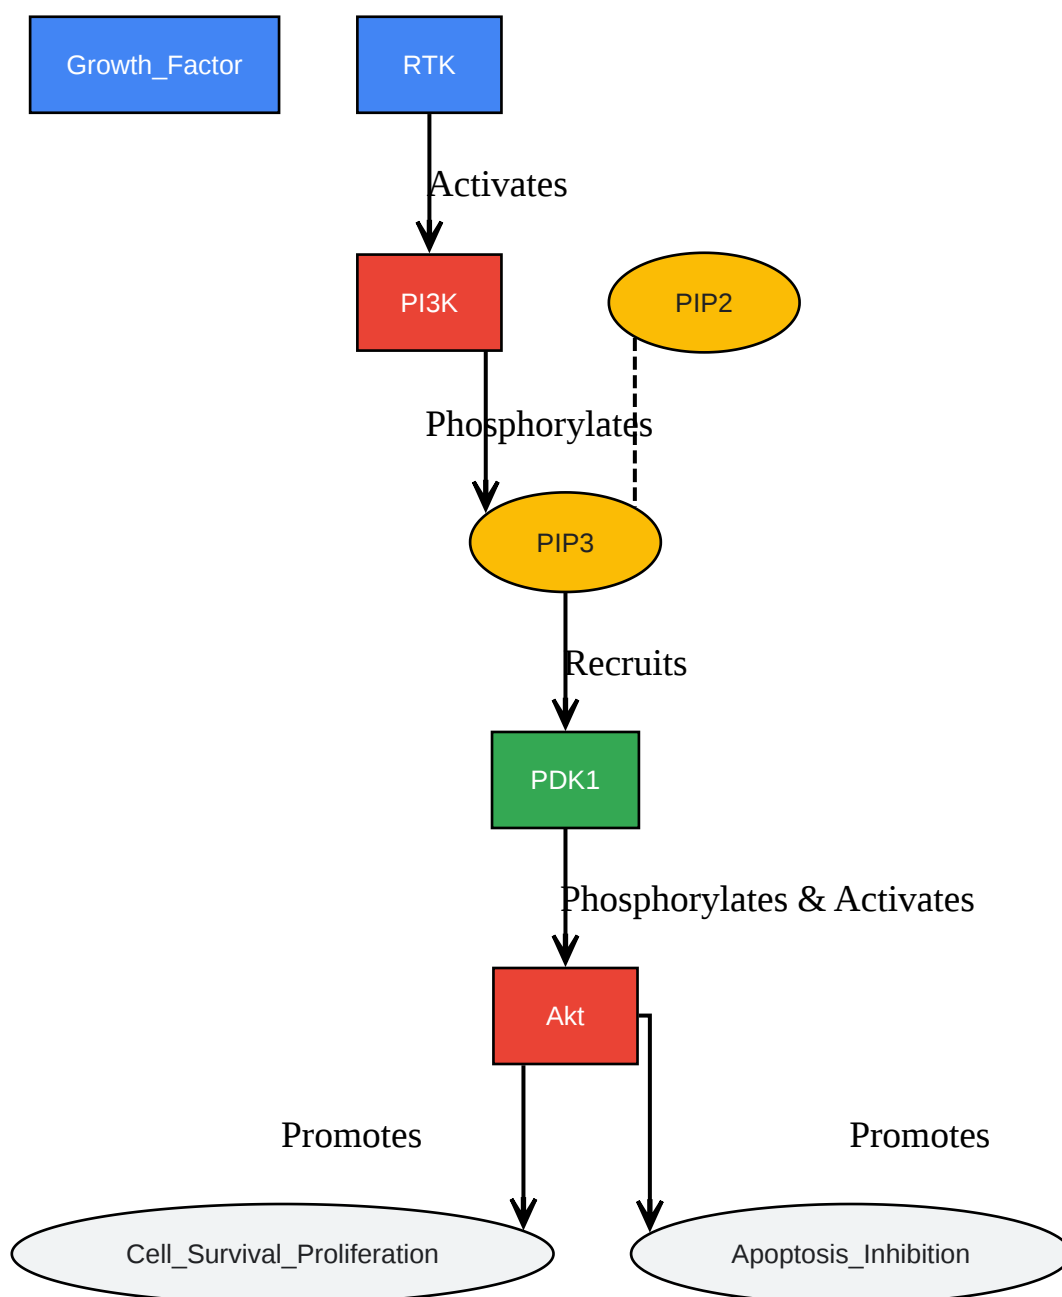 Growth_Factor
RTK
Activates
PI3K
PIP2
Phosphorylates
PIP3
Recruits
PDK1
Phosphorylates & Activates
Akt
Promotes
Promotes
Cell_Survival_Proliferation
Apoptosis_Inhibition